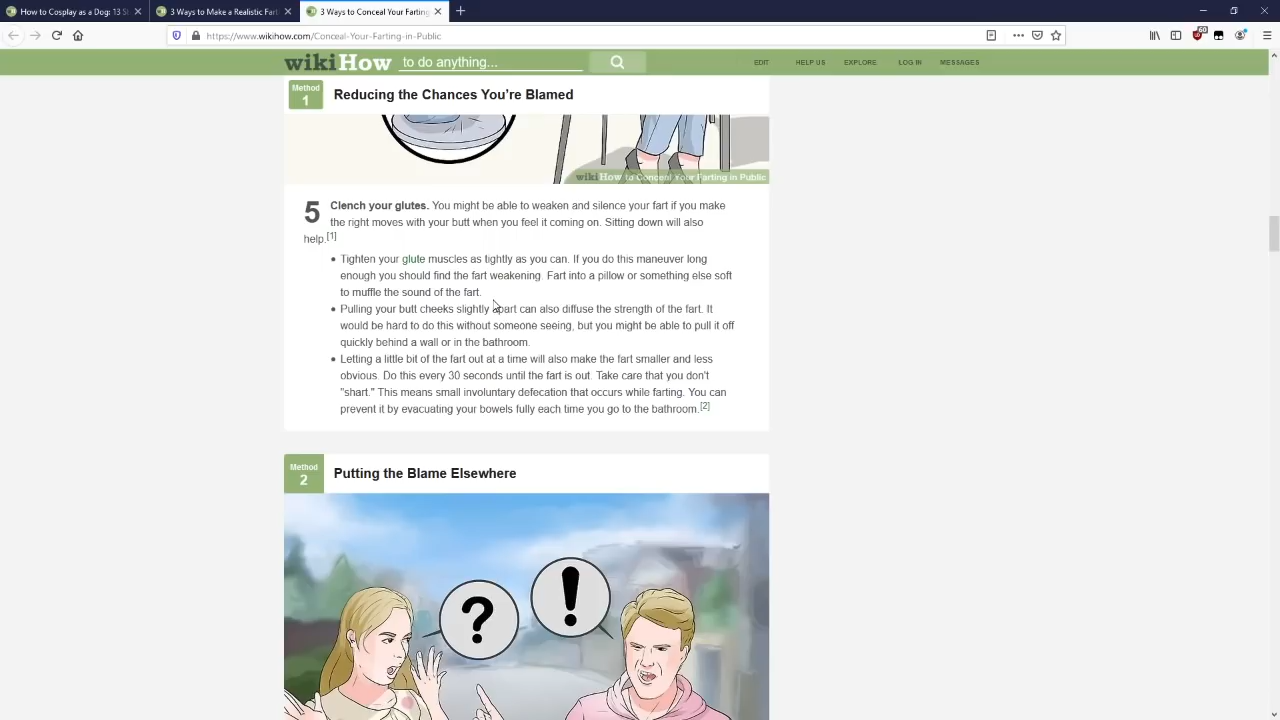 How to Cosplay as a Dog: 13 St
3 Ways to Make a Realistic Fart
3 Ways to Conceal Your Farting
https://www.wikihow.com/Conceal-Your-Farting-in-Public
60
wikiHow to do anything...
EDIT HELP US EXPLORE LOG IN MESSAGES
Method
1
Reducing the Chances You're Blamed
wikiHow to Conceal Your Farting in Public
5 Clench your glutes. You might be able to weaken and silence your fart if you make
the right moves with your butt when you feel it coming on. Sitting down will also
help.[1]
Tighten your glute muscles as tightly as you can. If you do this maneuver long
enough you should find the fart weakening. Fart into a pillow or something else soft
to muffle the sound of the fart.
Pulling your butt cheeks slightly apart can also diffuse the strength of the fart. It
would be hard to do this without someone seeing, but you might be able to pull it off
quickly behind a wall or in the bathroom.
Letting a little bit of the fart out at a time will also make the fart smaller and less
obvious. Do this every 30 seconds until the fart is out. Take care that you don't
"shart." This means small involuntary defecation that occurs while farting. You can
prevent it by evacuating your bowels fully each time you go to the bathroom.[2]
Method
2
Putting the Blame Elsewhere
?
!